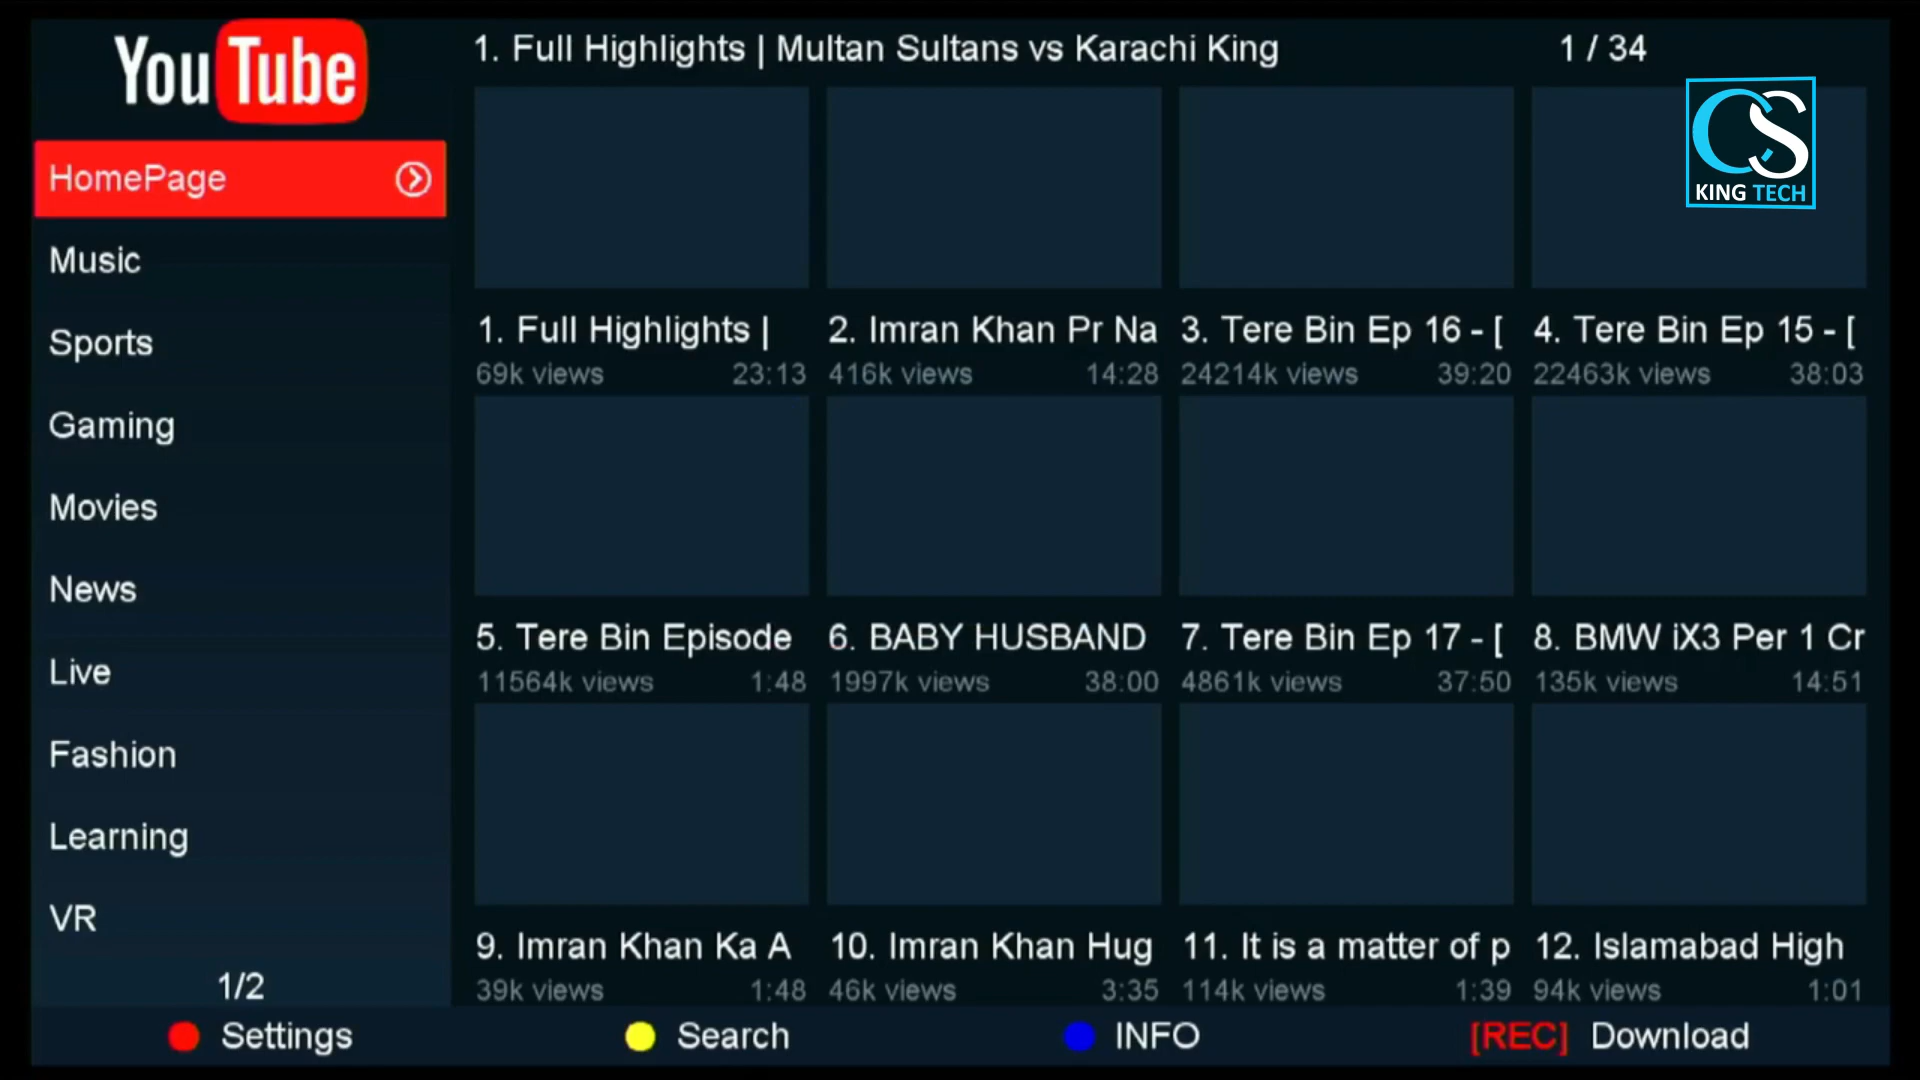 YouTube
1. Full Highlights | Multan Sultans vs Karachi King
1 / 34
CS
KING TECH
HomePage
Music
Sports
Gaming
Movies
News
Live
Fashion
Learning
VR
1/2
1. Full Highlights |
69k views 23:13
2. Imran Khan Pr Na
416k views 14:28
3. Tere Bin Ep 16 - [
24214k views 39:20
4. Tere Bin Ep 15 - [
22463k views 38:03
5. Tere Bin Episode
11564k views 1:48
6. BABY HUSBAND
1997k views 38:00
7. Tere Bin Ep 17 - [
4861k views 37:50
8. BMW iX3 Per 1 Cr
135k views 14:51
9. Imran Khan Ka A
39k views 1:48
10. Imran Khan Hug
46k views 3:35
11. It is a matter of p
114k views 1:39
12. Islamabad High
94k views 1:01
Settings
Search
INFO
[REC] Download